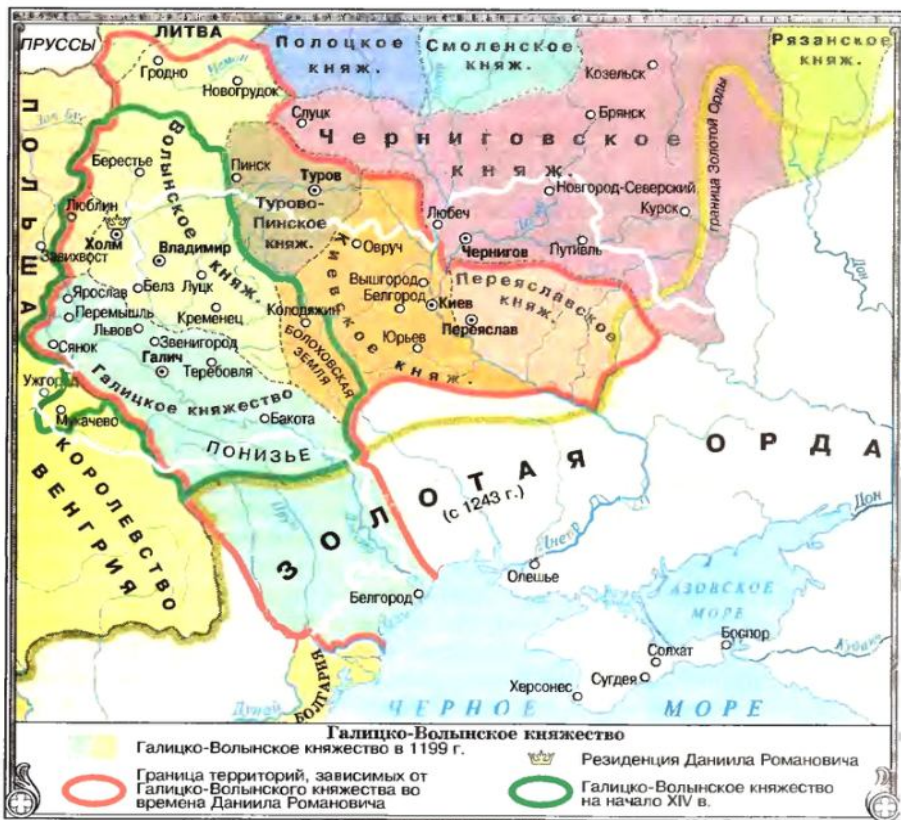 ПРУССЫ
ЛИТВА
Полоцкое
княж.
Смоленское
княж.
Рязанское
княж.
Гродно
Неман
Новогрудок
Козельск
Слуцк
Брянск
Черниговское
княж.
граница Золотой Орды
ПОЛЬША
Волынское
княж.
Берестье
Пинск
Туров
Турово-
Пинское
княж.
Новгород-Северский
Курск
Люблин
Холм
Завихвост
Владимир
Любеч
Чернигов
Путивль
Овруч
Киевское
княж.
Дон
Ярослав
Белз
Луцк
Вышгород
Белгород
Киев
Переяславское
княж.
Перемышль
Кременец
Колодяжин
Переяслав
Львов
Звенигород
Юрьев
Сянок
Галич
Теребовля
БОЛОХОВСКАЯ
ЗЕМЛЯ
Ужгород
Галицкое княжество
Мукачево
Бакота
ПОНИЗЬЕ
КОРОЛЕВСТВО
ВЕНГРИЯ
ЗОЛОТАЯ ОРДА
(с 1243 г.)
Прут
Днепр
Дон
Олешье
Белгород
АЗОВСКОЕ
МОРЕ
Боспор
Солхат
Сугдея
Херсонес
БОЛГАРИЯ
Дунай
ЧЕРНОЕ МОРЕ
Галицко-Волынское княжество
Галицко-Волынское княжество в 1199 г.
Резиденция Даниила Романовича
Граница территорий, зависимых от
Галицко-Волынского княжества во
времена Даниила Романовича
Галицко-Волынское княжество
на начало XIV в.